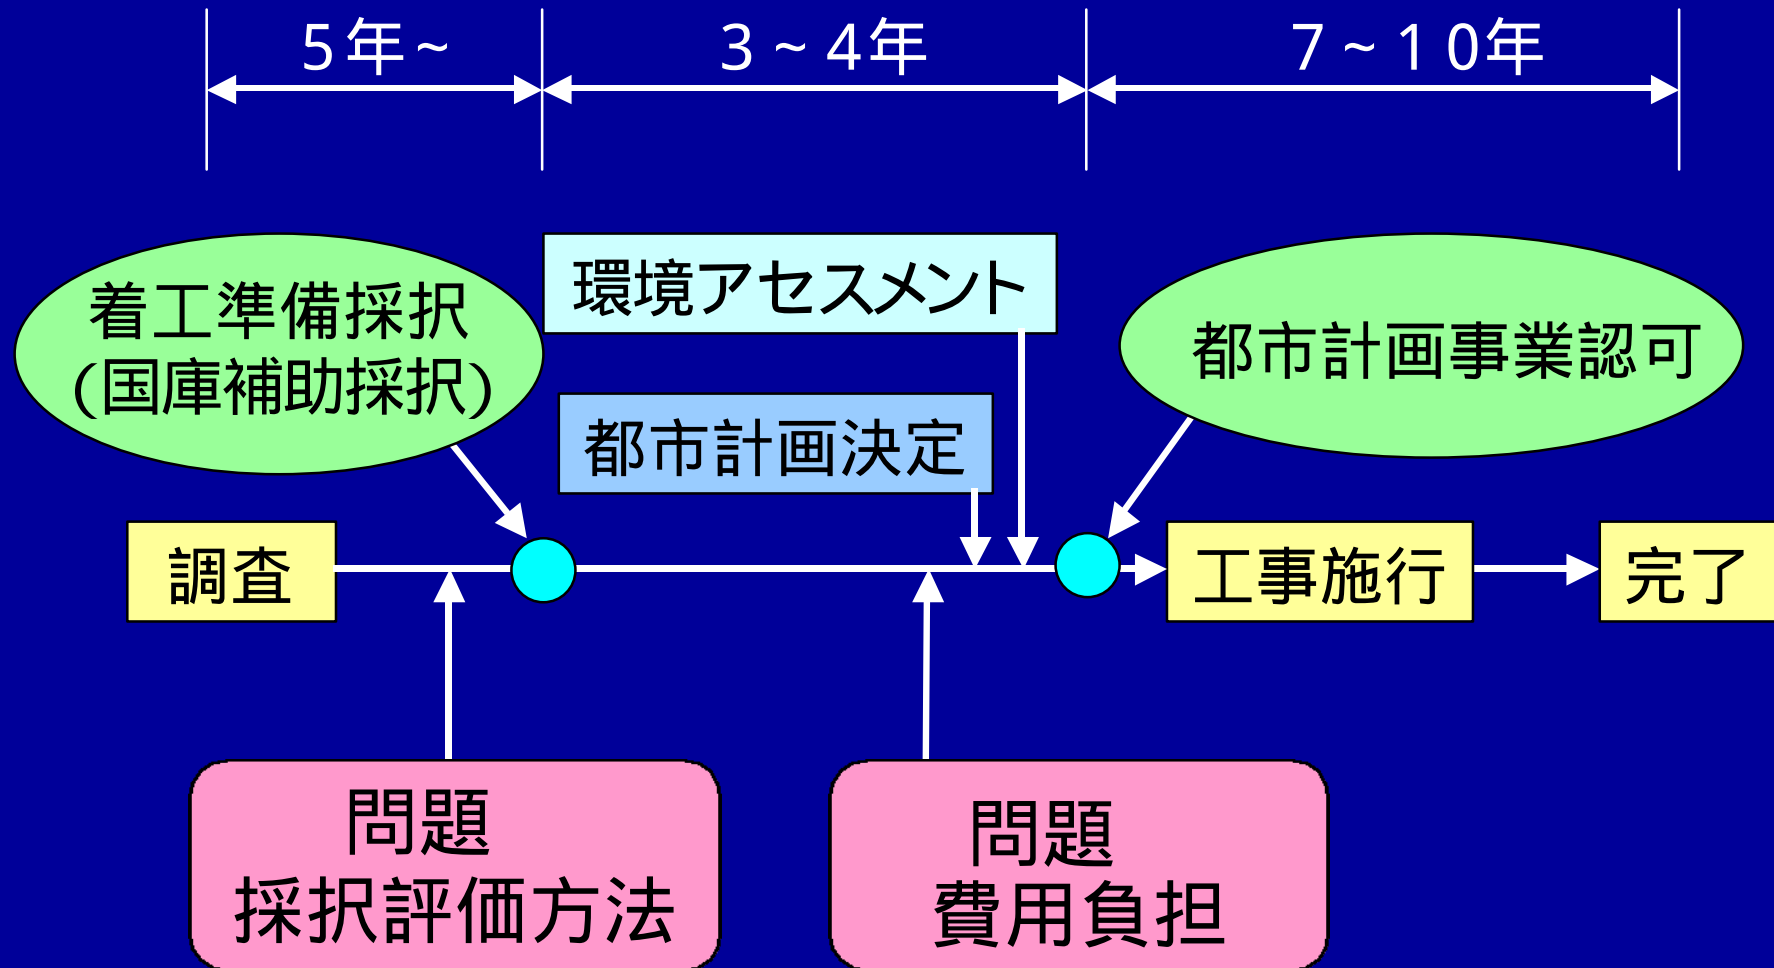 ５年～
３～４年
７～１０年
着工準備採択
(国庫補助採択)
環境アセスメント
都市計画事業認可
都市計画決定
調査
工事施行
完了
問題
採択評価方法
問題
費用負担